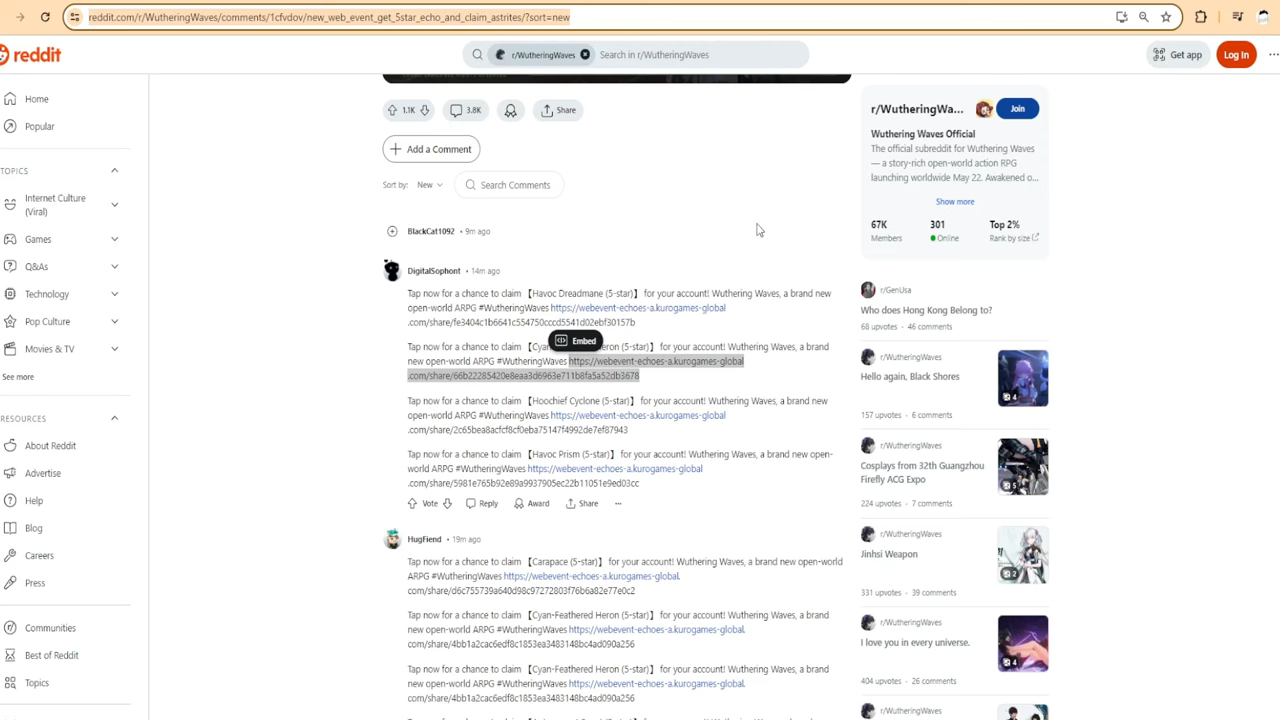 reddit.com/r/WutheringWaves/comments/1cfvdov/new_web_event_get_5star_echo_and_claim_astrites/?sort=new
reddit
r/WutheringWaves
Search in r/WutheringWaves
Get app
Log In
Home
Popular
TOPICS
Internet Culture
(Viral)
Games
Q&As
Technology
Pop Culture
Movies & TV
See more
RESOURCES
About Reddit
Advertise
Help
Blog
Careers
Press
Communities
Best of Reddit
Topics
1.1K
3.8K
Share
Add a Comment
Sort by: New
Search Comments
BlackCat1092 • 9m ago
DigitalSophont • 14m ago
Tap now for a chance to claim 【Havoc Dreadmane (5-star)】 for your account! Wuthering Waves, a brand new
open-world ARPG #WutheringWaves https://webevent-echoes-a.kurogames-global
.com/share/fe3404c1b6641c554750cccd5541d02ebf30157b
Embed
Tap now for a chance to claim 【Cyan Heron (5-star)】 for your account! Wuthering Waves, a brand
new open-world ARPG #WutheringWaves https://webevent-echoes-a.kurogames-global
.com/share/66b22285420e8eaa3d6963e711b8fa5a52db3678
Tap now for a chance to claim 【Hoochief Cyclone (5-star)】 for your account! Wuthering Waves, a brand new
open-world ARPG #WutheringWaves https://webevent-echoes-a.kurogames-global
.com/share/2c65bea8acfcf8cf0eba75147f4992de7ef87943
Tap now for a chance to claim 【Havoc Prism (5-star)】 for your account! Wuthering Waves, a brand new open-
world ARPG #WutheringWaves https://webevent-echoes-a.kurogames-global
.com/share/5981e765b92e89a9937905ec22b11051e9ed03cc
Vote
Reply
Award
Share
HugFiend • 19m ago
Tap now for a chance to claim 【Carapace (5-star)】 for your account! Wuthering Waves, a brand new open-world
ARPG #WutheringWaves https://webevent-echoes-a.kurogames-global.
com/share/d6c755739a640d98c97272803f76b6a82e77e0c2
Tap now for a chance to claim 【Cyan-Feathered Heron (5-star)】 for your account! Wuthering Waves, a brand
new open-world ARPG #WutheringWaves https://webevent-echoes-a.kurogames-global.
com/share/4bb1a2cac6edf8c1853ea3483148bc4ad090a256
Tap now for a chance to claim 【Cyan-Feathered Heron (5-star)】 for your account! Wuthering Waves, a brand
new open-world ARPG #WutheringWaves https://webevent-echoes-a.kurogames-global.
com/share/4bb1a2cac6edf8c1853ea3483148bc4ad090a256
r/WutheringWa...
Join
Wuthering Waves Official
The official subreddit for Wuthering Waves
— a story-rich open-world action RPG
launching worldwide May 22. Awakened o...
Show more
67K
301
Top 2%
Members
Online
Rank by size
r/GenUsa
Who does Hong Kong Belong to?
68 upvotes • 46 comments
r/WutheringWaves
Hello again, Black Shores
4
157 upvotes • 6 comments
r/WutheringWaves
Cosplays from 32th Guangzhou
Firefly ACG Expo
5
224 upvotes • 7 comments
r/WutheringWaves
Jinhsi Weapon
2
331 upvotes • 39 comments
r/WutheringWaves
I love you in every universe.
4
404 upvotes • 26 comments
r/WutheringWaves